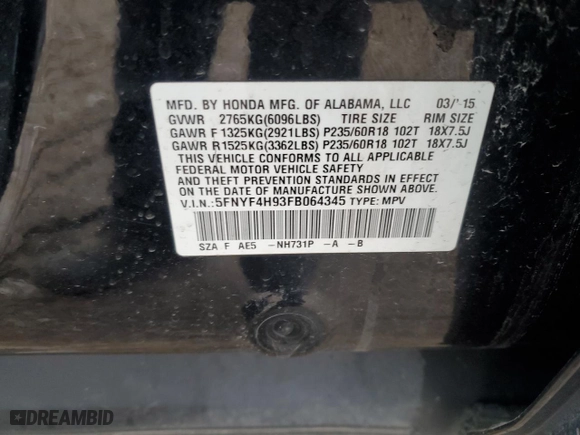 MFD. BY HONDA MFG. OF ALABAMA, LLC 03/'15
GVWR 2765KG(6096LBS) TIRE SIZE RIM SIZE
GAWR F 1325KG(2921LBS) P235/60R18 102T 18X7.5J
GAWR R1525KG(3362LBS) P235/60R18 102T 18X7.5J
THIS VEHICLE CONFORMS TO ALL APPLICABLE
FEDERAL MOTOR VEHICLE SAFETY
AND THEFT PREVENTION STANDARDS IN EFFECT
ON THE DATE OF MANUFACTURE SHOWN ABOVE.
V.I.N.:5FNYF4H93FB064345 TYPE: MPV
SZA F AE5 -NH731P -A -B
DREAMBID